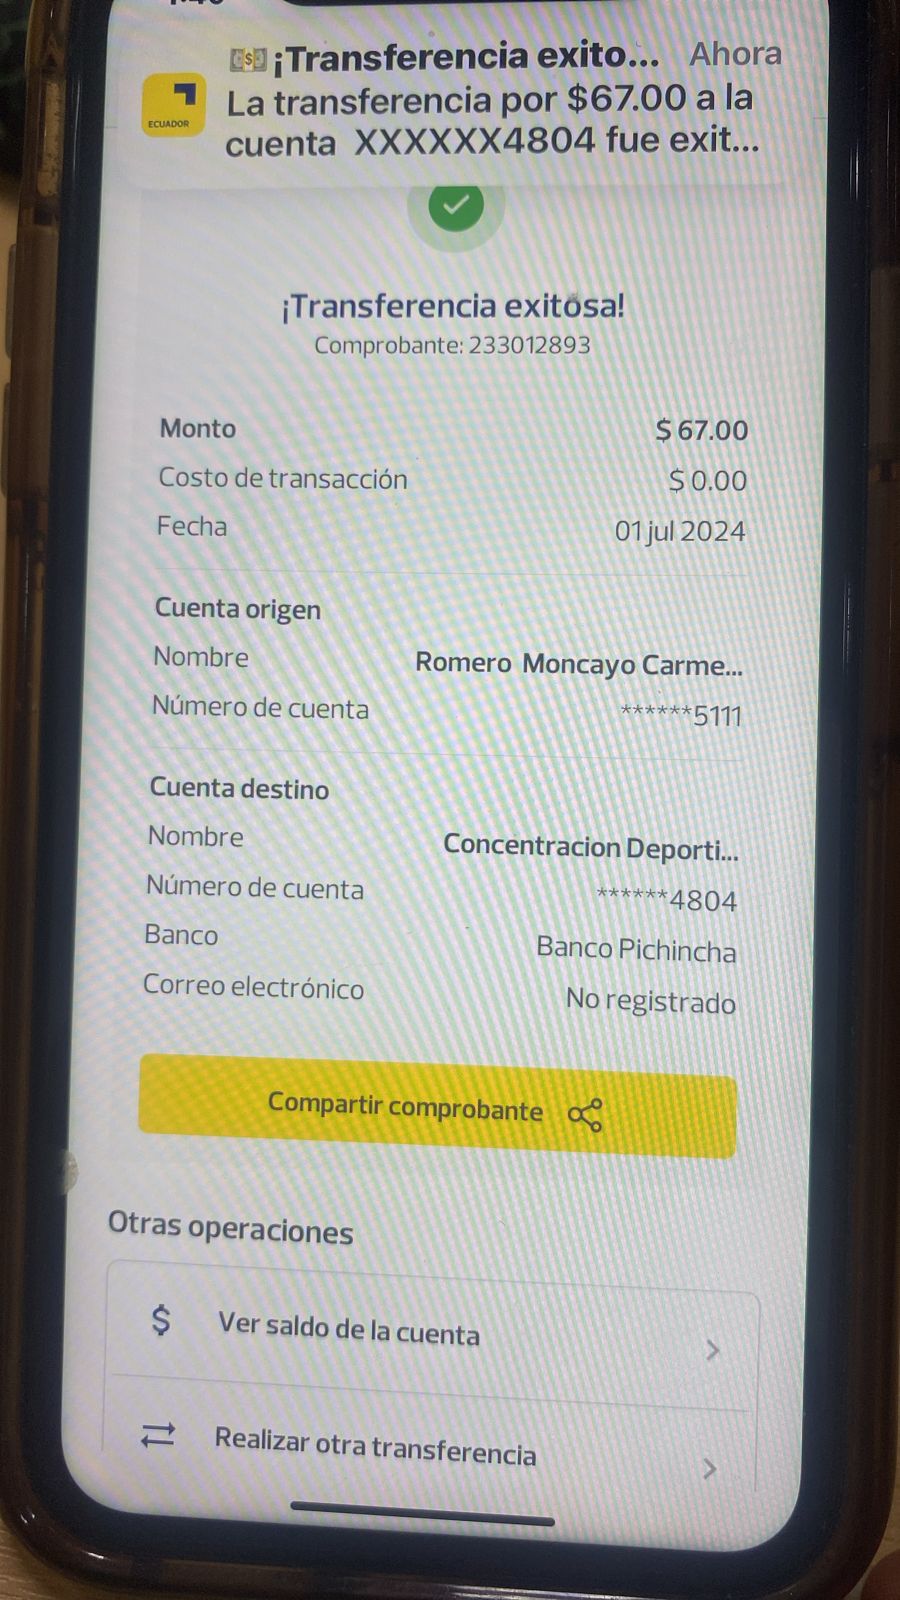 ¡Transferencia exito... Ahora
La transferencia por $67.00 a la
cuenta XXXXXX4804 fue exit...
ECUADOR
¡Transferencia exitosa!
Comprobante: 233012893
Monto $ 67.00
Costo de transacción $ 0.00
Fecha 01 jul 2024
Cuenta origen
Nombre Romero Moncayo Carme...
Número de cuenta ******5111
Cuenta destino
Nombre Concentracion Deporti...
Número de cuenta ******4804
Banco Banco Pichincha
Correo electrónico No registrado
Compartir comprobante
Otras operaciones
$ Ver saldo de la cuenta
Realizar otra transferencia